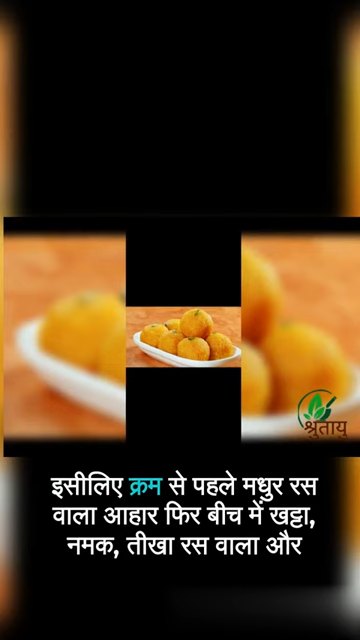 श्रुतायु
इसीलिए क्रम से पहले मधुर रस
वाला आहार फिर बीच में खट्टा,
नमक, तीखा रस वाला और